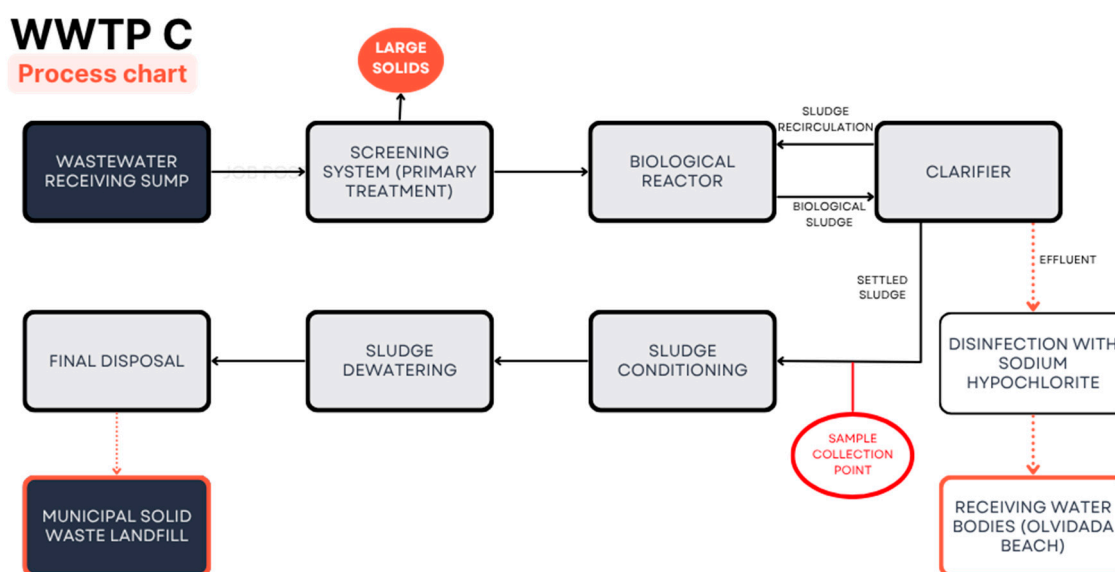 WWTP C
Process chart
LARGE
SOLIDS
WASTEWATER
RECEIVING SUMP
JOB POS
SCREENING
SYSTEM (PRIMARY
TREATMENT)
BIOLOGICAL
REACTOR
SLUDGE
RECIRCULATION
BIOLOGICAL
SLUDGE
CLARIFIER
SETTLED
SLUDGE
EFFLUENT
FINAL DISPOSAL
SLUDGE
DEWATERING
SLUDGE
CONDITIONING
DISINFECTION WITH
SODIUM
HYPOCHLORITE
SAMPLE
COLLECTION
POINT
MUNICIPAL SOLID
WASTE LANDFILL
RECEIVING WATER
BODIES (OLVIDADA
BEACH)